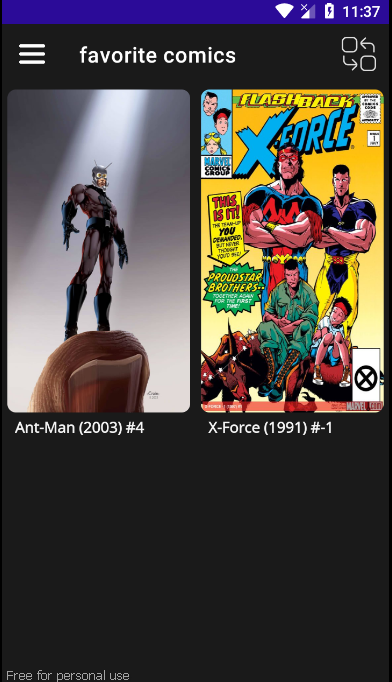 11:37
favorite comics
FLASHBACK
X-FORCE
MARVEL
COMICS
GROUP
THIS
IS IT!
THE TEAM-UP
YOU
DEMANDED,
BUT NEVER
THOUGHT
YOU'D SEE!
THE
PROUDSTAR
BROTHERS--
TOGETHER AGAIN
FOR THE FIRST
TIME!
Ant-Man (2003) #4
X-Force (1991) #-1
Free for personal use